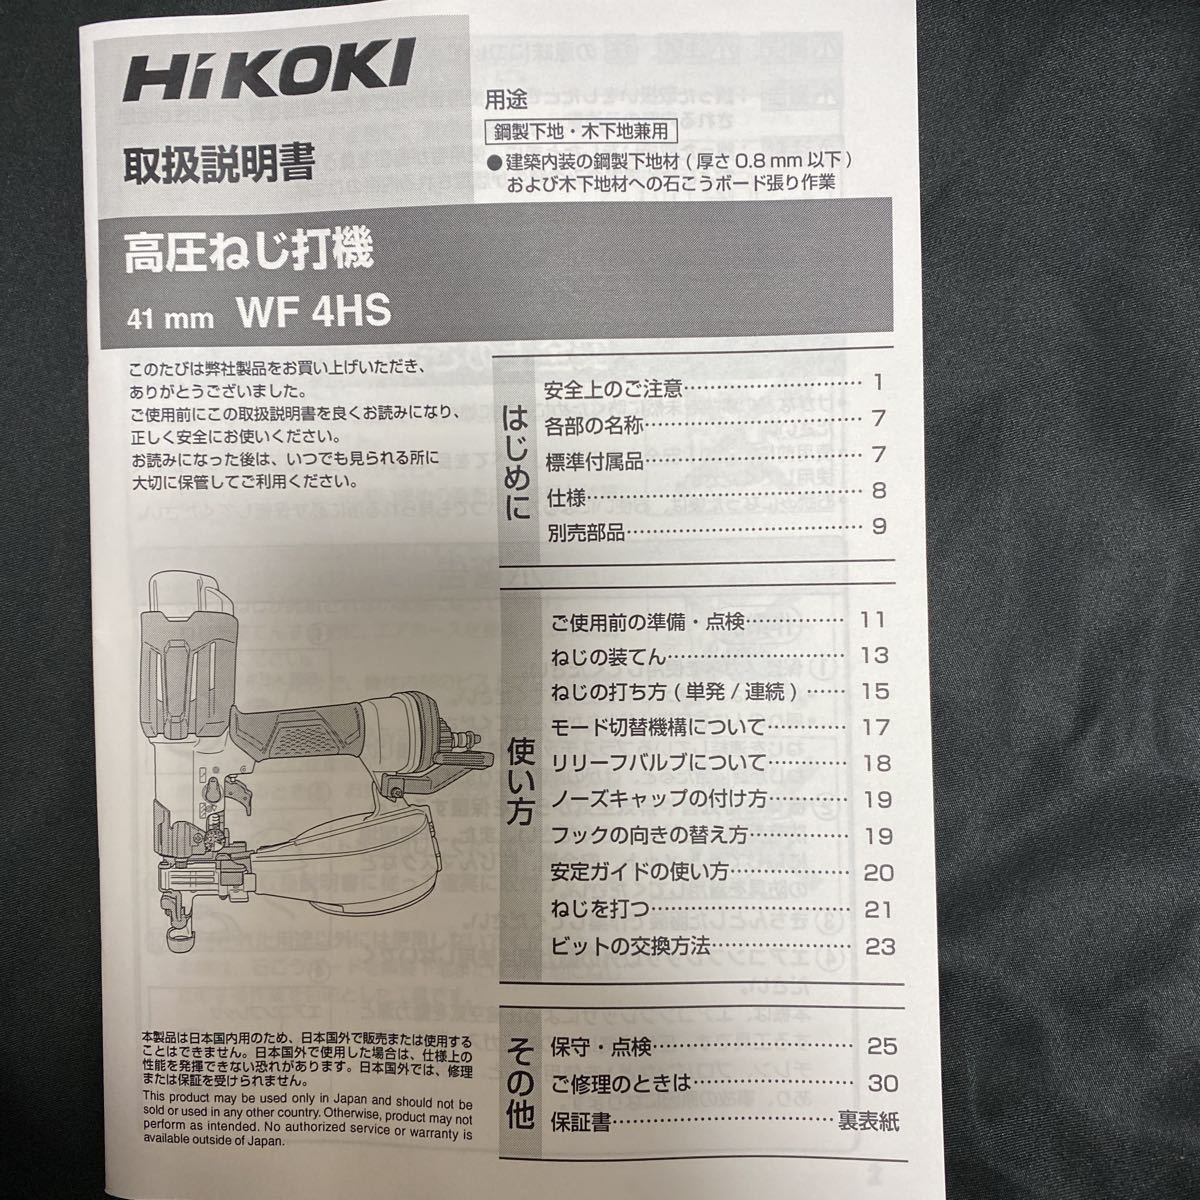 HiKOKI
取扱説明書
用途
鋼製下地・木下地兼用
●建築内装の鋼製下地材(厚さ0.8mm以下)
および木下地材への石こうボード張り作業
高圧ねじ打機
41 mm WF 4HS
このたびは弊社製品をお買い上げいただき、
ありがとうございました。
ご使用前にこの取扱説明書を良くお読みになり、
正しく安全にお使いください。
お読みになった後は、いつでも見られる所に
大切に保管してご利用ください。
はじめに
安全上のご注意……………………… 1
各部の名称…………………………… 7
標準付属品…………………………… 7
仕様…………………………………… 8
別売部品……………………………… 9
使い方
ご使用前の準備・点検…………… 11
ねじの装てん……………………… 13
ねじの打ち方(単発/連続)…… 15
モード切替機構について………… 17
リリーフバルブについて………… 18
ノーズキャップの付け方………… 19
フックの向きの替え方…………… 19
安定ガイドの使い方……………… 20
ねじを打つ………………………… 21
ビットの交換方法………………… 23
その他
保守・点検………………………… 25
ご修理のときは…………………… 30
保証書……………………………… 裏表紙
本製品は日本国内用のため、日本国外で販売または使用する
ことはできません。日本国外で使用した場合は、仕様上の
性能を発揮できない恐れがあります。日本国外では、修理
または保証を受けられません。
This product may be used only in Japan and should not be
sold or used in any other country. Otherwise, product may not
perform as intended. No authorized service or warranty is
available outside of Japan.